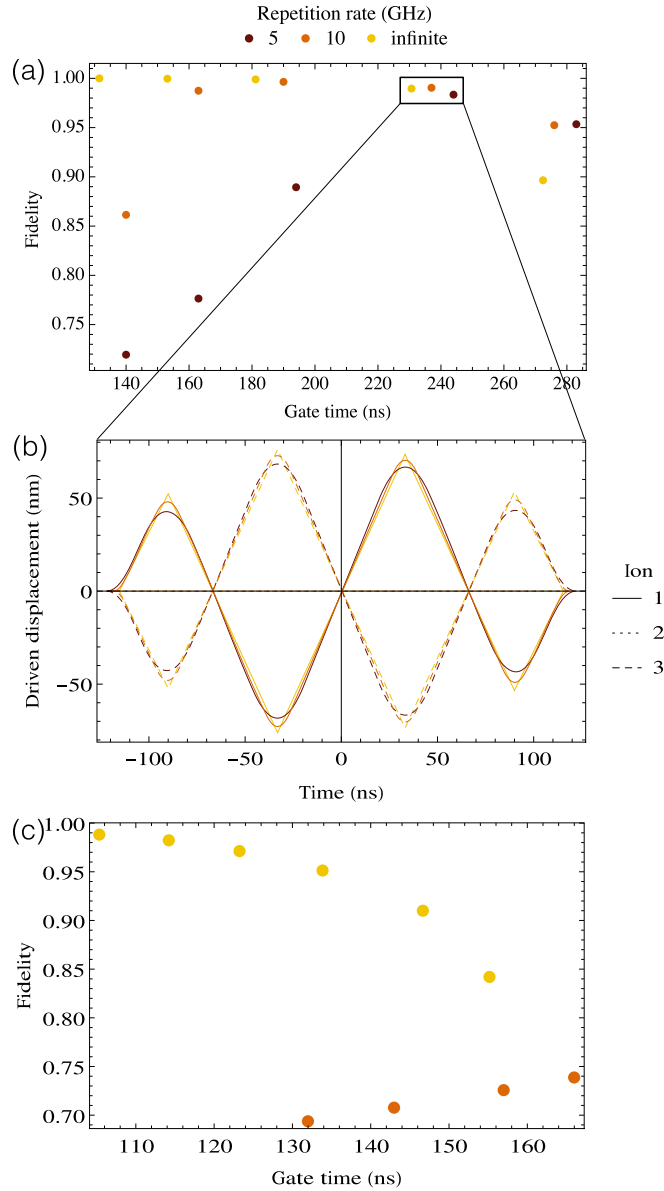 Repetition rate (GHz)
5 10 infinite
(a)
1.00
0.95
0.90
0.85
0.80
0.75
Fidelity
140 160 180 200 220 240 260 280
Gate time (ns)
(b)
50
0
−50
Driven displacement (nm)
−100 −50 0 50 100
Time (ns)
Ion
1
2
3
(c)
1.00
0.95
0.90
0.85
0.80
0.75
0.70
Fidelity
110 120 130 140 150 160
Gate time (ns)